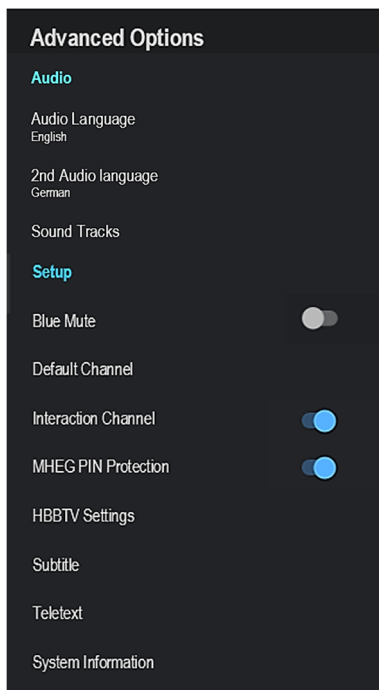 Advanced Options
Audio
Audio Language
English
2nd Audio language
German
Sound Tracks
Setup
Blue Mute
Default Channel
Interaction Channel
MHEG PIN Protection
HBBTV Settings
Subtitle
Teletext
System Information